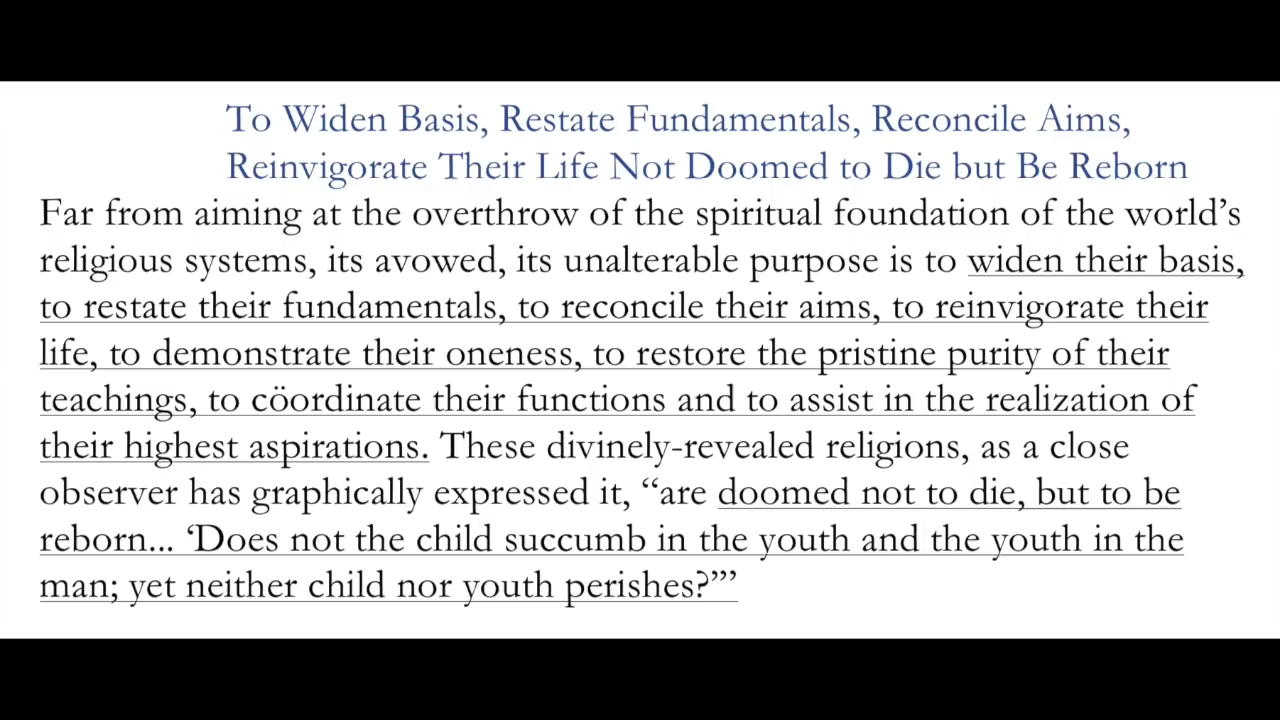 To Widen Basis, Restate Fundamentals, Reconcile Aims,
Reinvigorate Their Life Not Doomed to Die but Be Reborn
Far from aiming at the overthrow of the spiritual foundation of the world’s
religious systems, its avowed, its unalterable purpose is to widen their basis,
to restate their fundamentals, to reconcile their aims, to reinvigorate their
life, to demonstrate their oneness, to restore the pristine purity of their
teachings, to cöordinate their functions and to assist in the realization of
their highest aspirations. These divinely-revealed religions, as a close
observer has graphically expressed it, “are doomed not to die, but to be
reborn... ‘Does not the child succumb in the youth and the youth in the
man; yet neither child nor youth perishes?”’